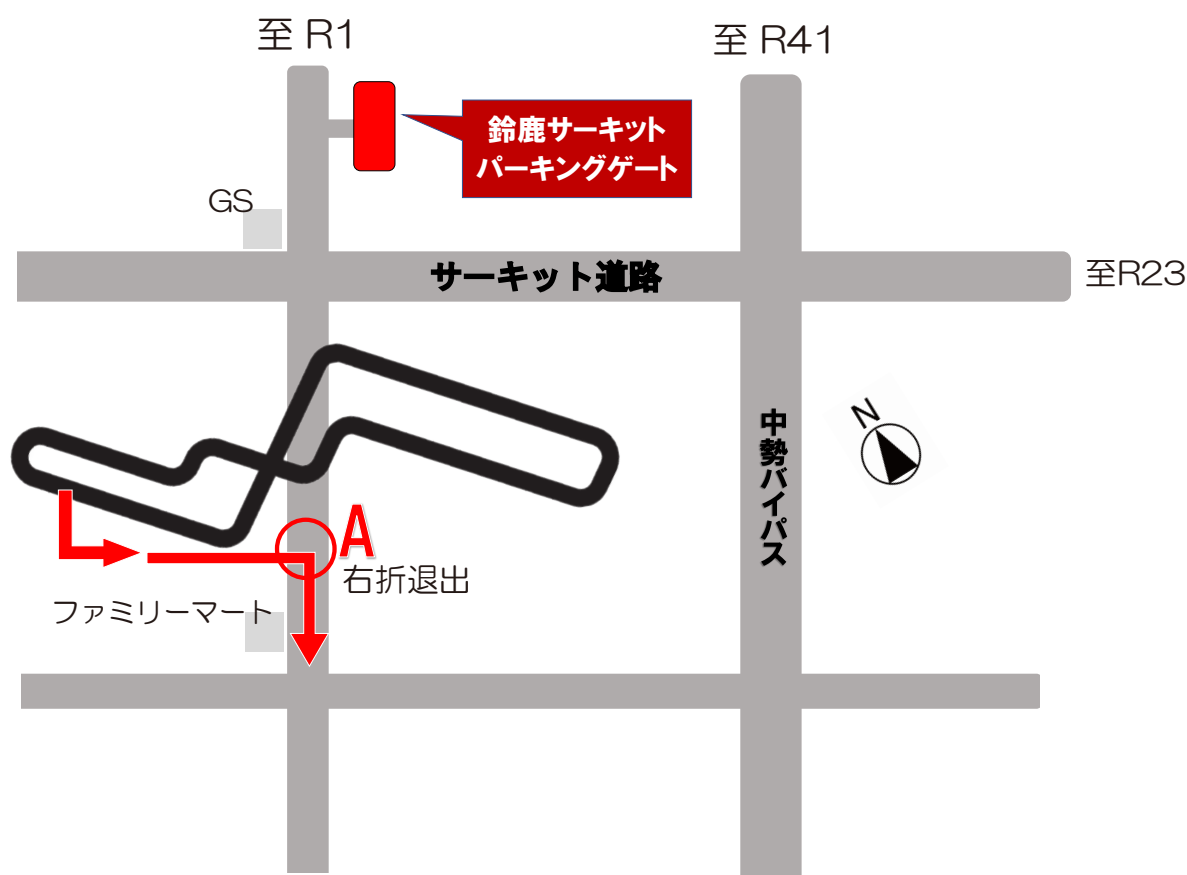 至 R1
至 R41
鈴鹿サーキット
パーキングゲート
GS
サーキット道路
至R23
中勢バイパス
N
A
右折退出
ファミリーマート